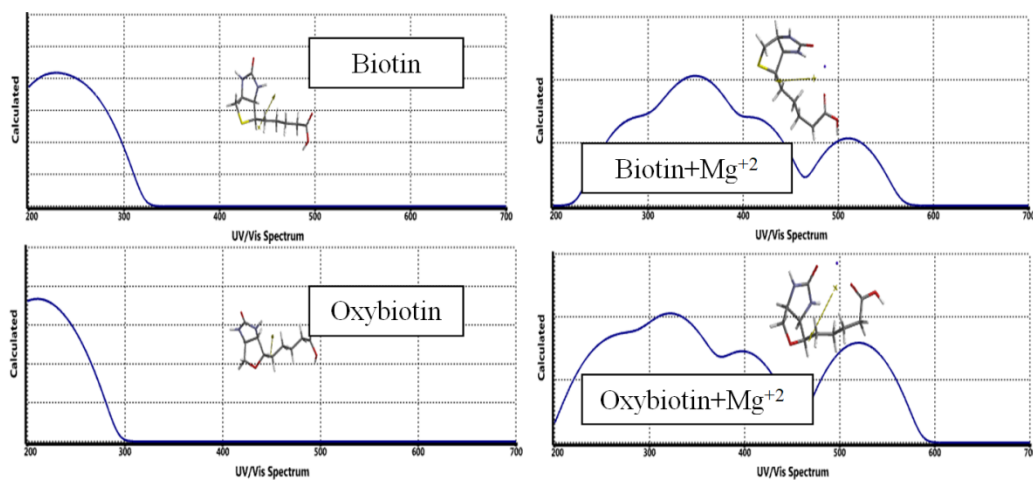 Calculated
Biotin
200 300 400 500 600 700
UV/Vis Spectrum
Calculated
Biotin+Mg+2
200 300 400 500 600 700
UV/Vis Spectrum
Calculated
Oxybiotin
200 300 400 500 600 700
UV/Vis Spectrum
Calculated
Oxybiotin+Mg+2
200 300 400 500 600 70
UV/Vis Spectrum